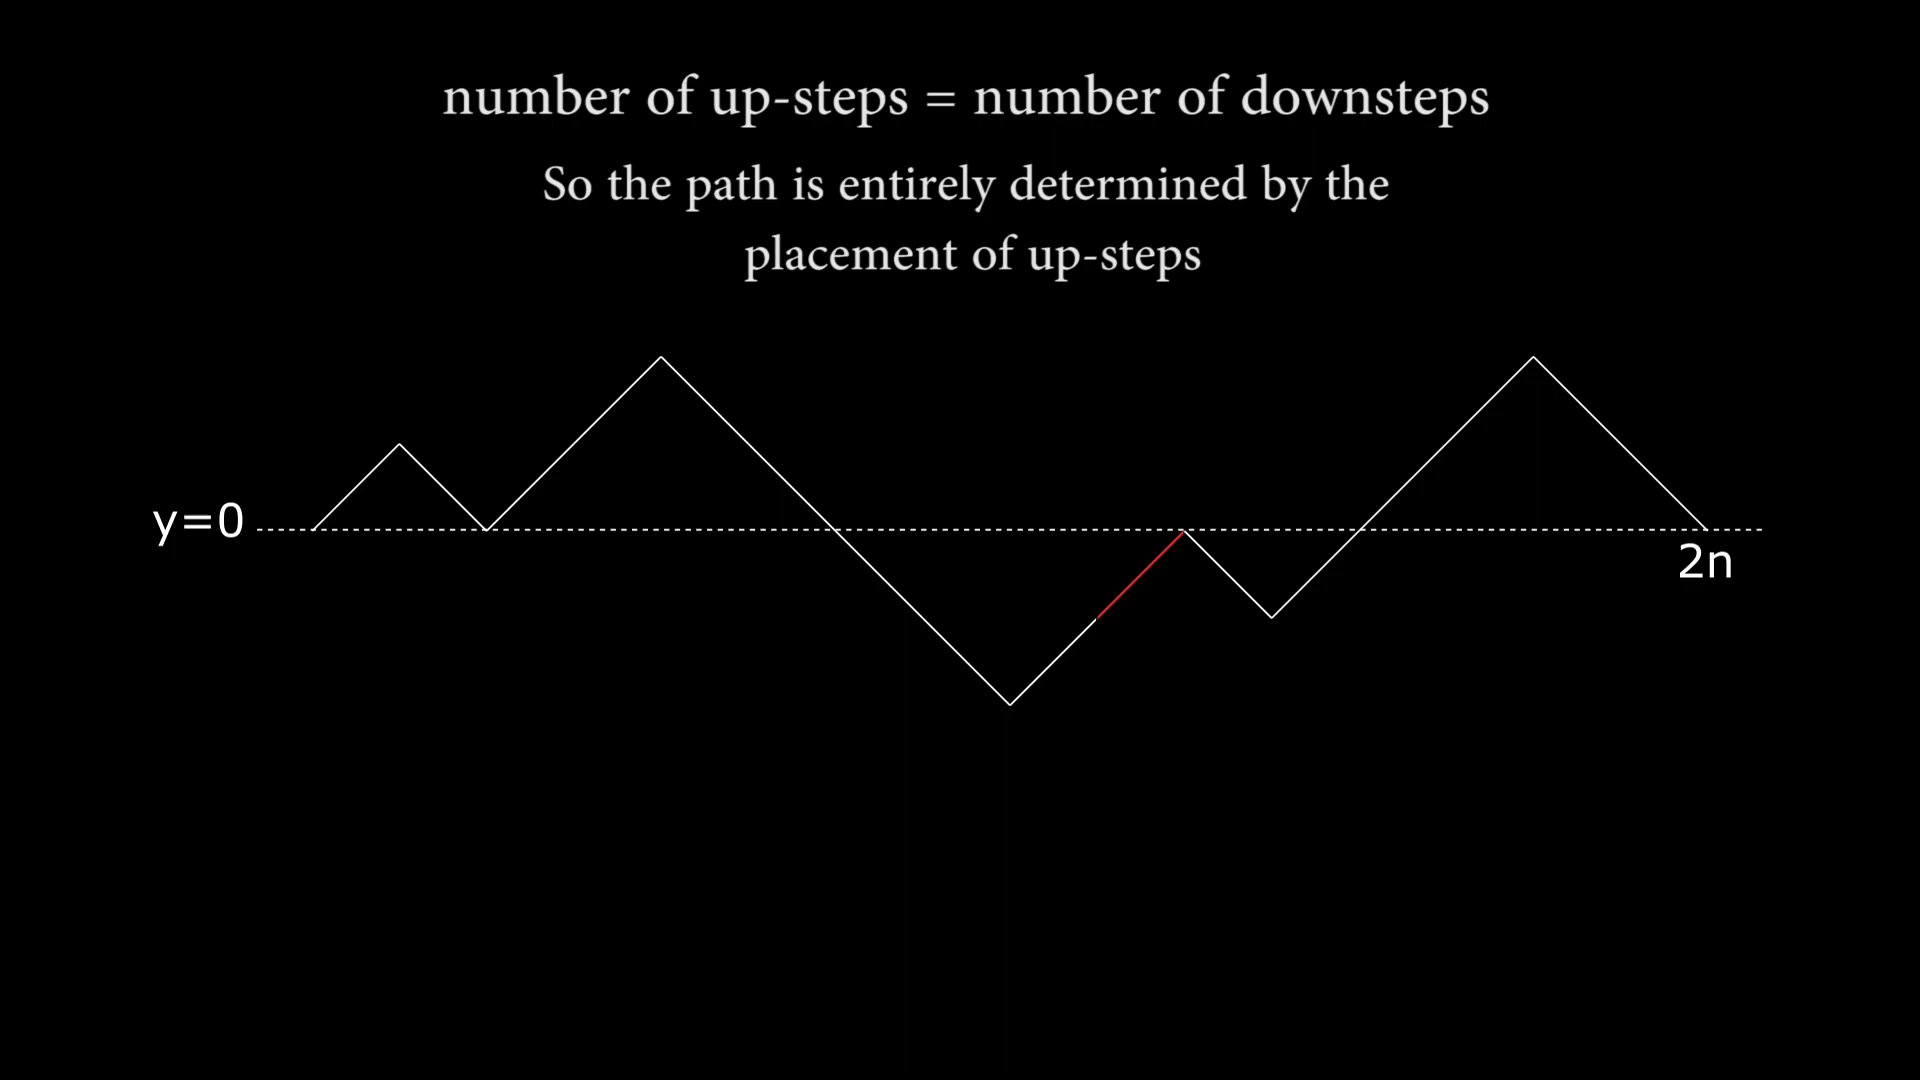 number of up-steps = number of downsteps
So the path is entirely determined by the
placement of up-steps
y=0
2n